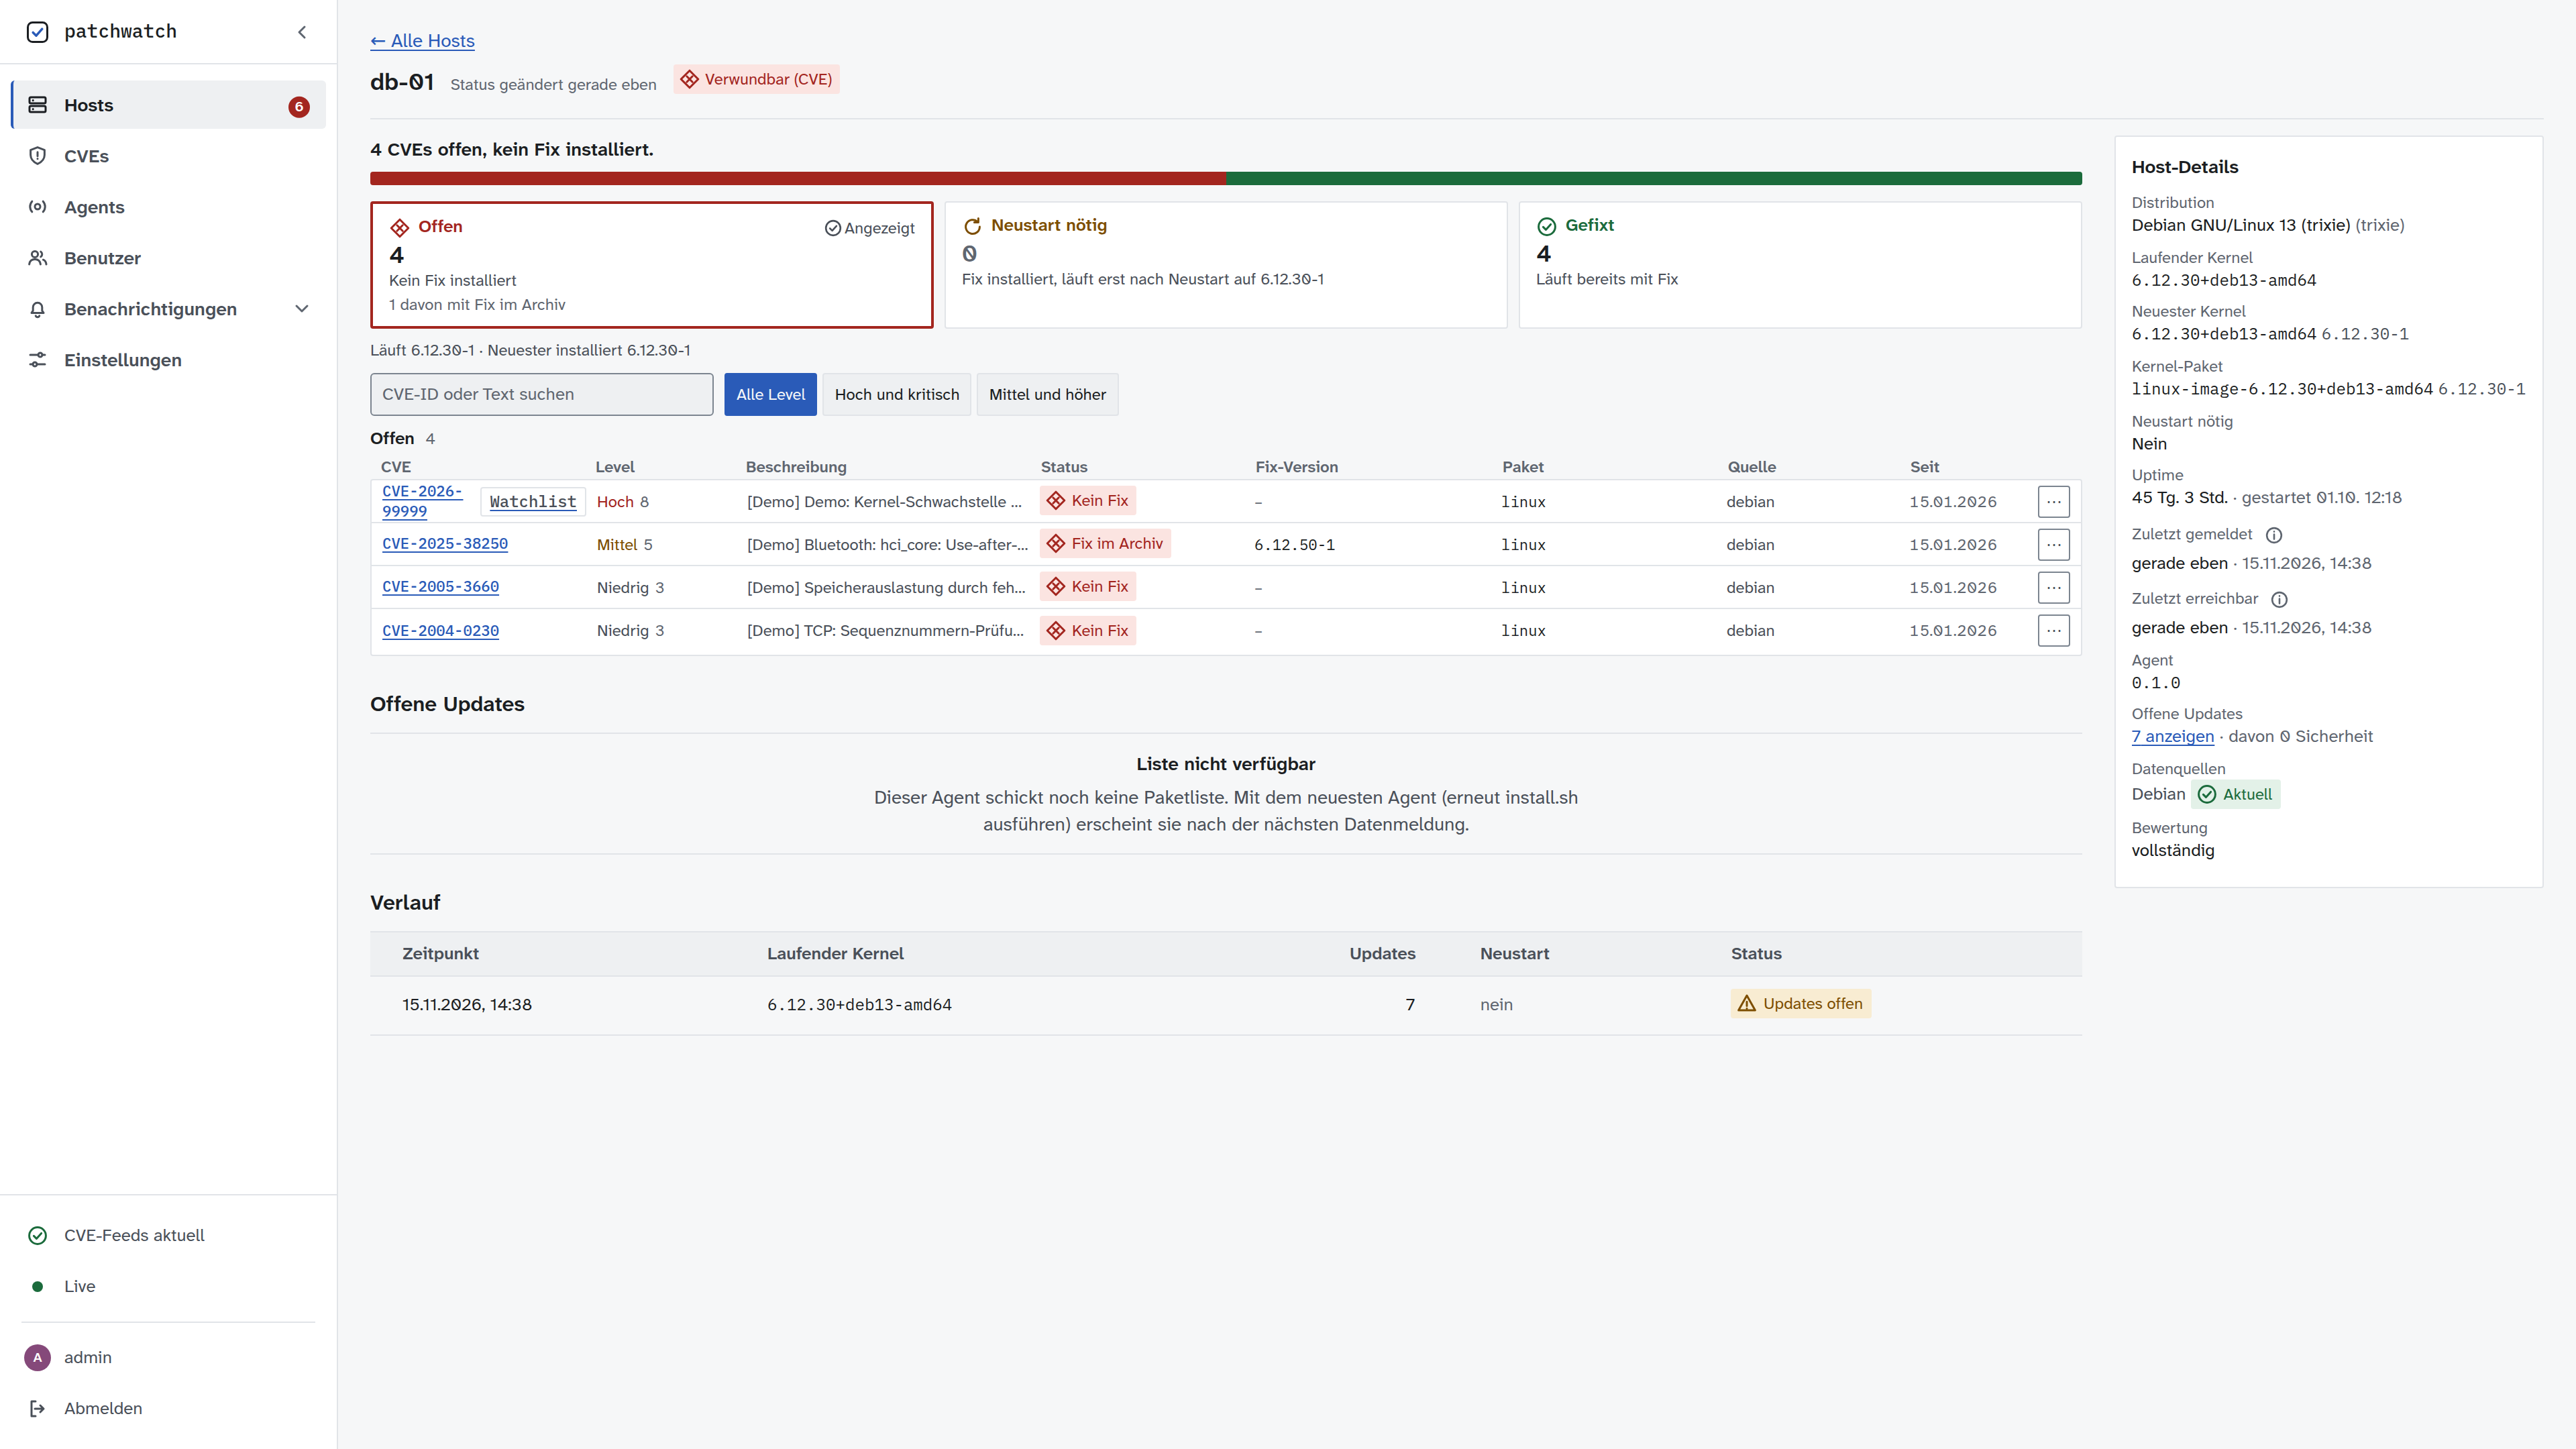 patchwatch
Hosts 6
CVEs
Agents
Benutzer
Benachrichtigungen
Einstellungen
CVE-Feeds aktuell
Live
A admin
Abmelden
← Alle Hosts
db-01 Status geändert gerade eben Verwundbar (CVE)
4 CVEs offen, kein Fix installiert.
Offen Angezeigt
4
Kein Fix installiert
1 davon mit Fix im Archiv
Neustart nötig
0
Fix installiert, läuft erst nach Neustart auf 6.12.30-1
Gefixt
4
Läuft bereits mit Fix
Läuft 6.12.30-1 · Neuester installiert 6.12.30-1
CVE-ID oder Text suchen Alle Level Hoch und kritisch Mittel und höher
Offen 4
CVE Level Beschreibung Status Fix-Version Paket Quelle Seit
CVE-2026-
99999 Watchlist Hoch 8 [Demo] Demo: Kernel-Schwachstelle ... Kein Fix – linux debian 15.01.2026 ...
CVE-2025-38250 Mittel 5 [Demo] Bluetooth: hci_core: Use-after-... Fix im Archiv 6.12.50-1 linux debian 15.01.2026 ...
CVE-2005-3660 Niedrig 3 [Demo] Speicherauslastung durch feh... Kein Fix – linux debian 15.01.2026 ...
CVE-2004-0230 Niedrig 3 [Demo] TCP: Sequenznummern-Prüfu... Kein Fix – linux debian 15.01.2026 ...
Offene Updates
Liste nicht verfügbar
Dieser Agent schickt noch keine Paketliste. Mit dem neuesten Agent (erneut install.sh
ausführen) erscheint sie nach der nächsten Datenmeldung.
Verlauf
Zeitpunkt Laufender Kernel Updates Neustart Status
15.11.2026, 14:38 6.12.30+deb13-amd64 7 nein Updates offen
Host-Details
Distribution
Debian GNU/Linux 13 (trixie) (trixie)
Laufender Kernel
6.12.30+deb13-amd64
Neuester Kernel
6.12.30+deb13-amd64 6.12.30-1
Kernel-Paket
linux-image-6.12.30+deb13-amd64 6.12.30-1
Neustart nötig
Nein
Uptime
45 Tg. 3 Std. · gestartet 01.10. 12:18
Zuletzt gemeldet
gerade eben · 15.11.2026, 14:38
Zuletzt erreichbar
gerade eben · 15.11.2026, 14:38
Agent
0.1.0
Offene Updates
7 anzeigen · davon 0 Sicherheit
Datenquellen
Debian Aktuell
Bewertung
vollständig